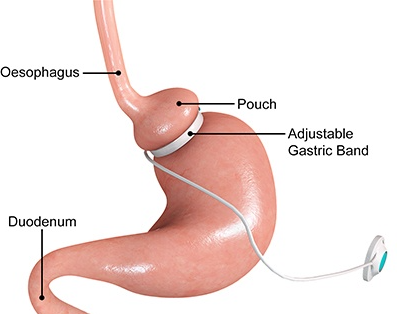 Oesophagus
Pouch
Adjustable
Gastric Band
Duodenum